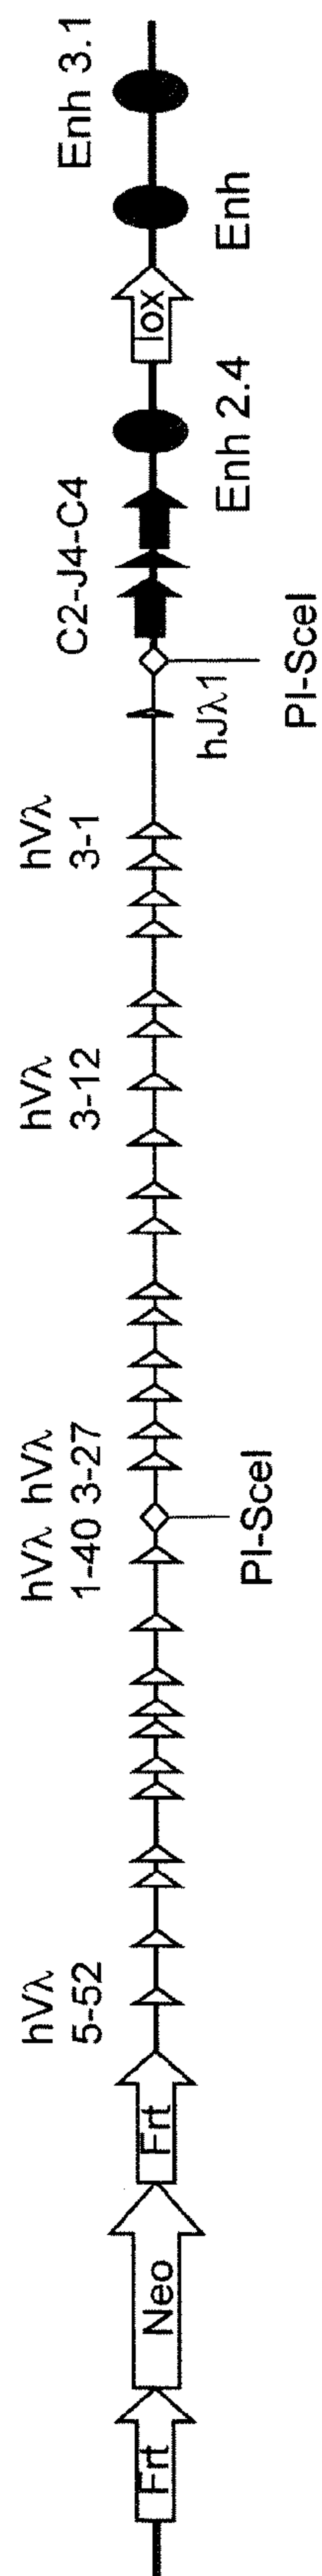 Frt
Neo
Frt
hVλ
5-52
hVλ hVλ
1-40 3-27
PI-SceI
hVλ
3-12
hVλ
3-1
hJλ1
PI-SceI
C2-J4-C4
Enh 2.4
lox
Enh
Enh 3.1